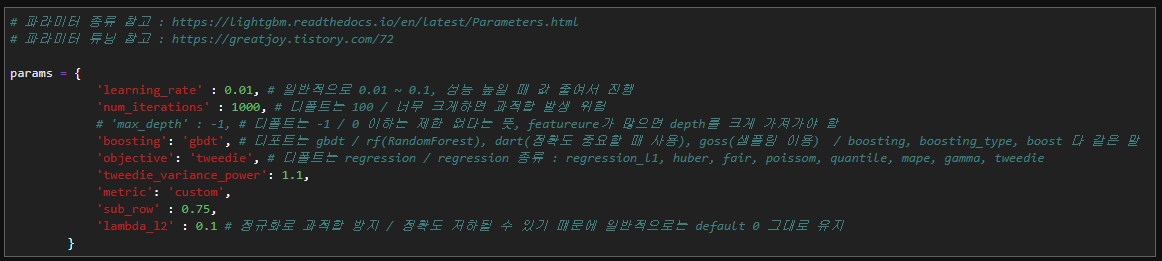 # 파라미터 종류 참고 : https://lightgbm.readthedocs.io/en/latest/Parameters.html
# 파라미터 튜닝 참고 : https://greatjoy.tistory.com/72
params = {
'learning_rate' : 0.01, # 일반적으로 0.01 ~ 0.1, 성능 높일 때 값 줄여서 진행
'num_iterations' : 1000, # 디폴트는 100 / 너무 크게하면 과적합 발생 위험
# 'max_depth' : -1, # 디폴트는 -1 / 0 이하는 제한 없다는 뜻, featureure가 많으면 depth를 크게 가져가야 함
'boosting': 'gbdt', # 디포트는 gbdt / rf(RandomForest), dart(정확도 중요할 때 사용), goss(샘플링 이용)  / boosting, boosting_type, boost 다 같은 말
'objective': 'tweedie', # 디폴트는 regression / regression 종류 : regression_l1, huber, fair, poissom, quantile, mape, gamma, tweedie
'tweedie_variance_power': 1.1,
'metric': 'custom',
'sub_row' : 0.75,
'lambda_l2' : 0.1 # 정규화로 과적합 방지 / 정확도 저하될 수 있기 때문에 일반적으로는 default 0 그대로 유지
}